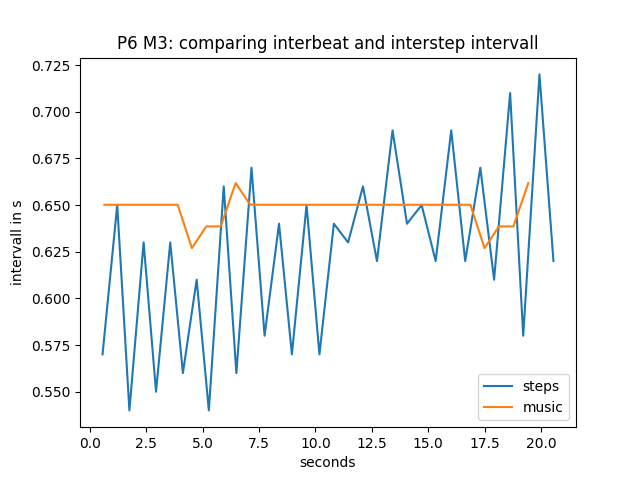 P6 M3: comparing interbeat and interstep intervall
0.725
0.700
0.675
0.650
0.625
0.600
0.575
0.550
intervall in s
steps
music
0.0 2.5 5.0 7.5 10.0 12.5 15.0 17.5 20.0
seconds